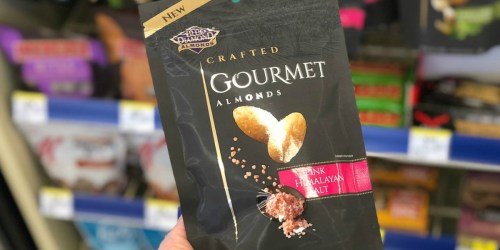 NEW
BLUE
DIAMOND
ALMONDS
CRAFTED
GOURMET
ALMONDS
PINK
HIMALAYAN
SALT